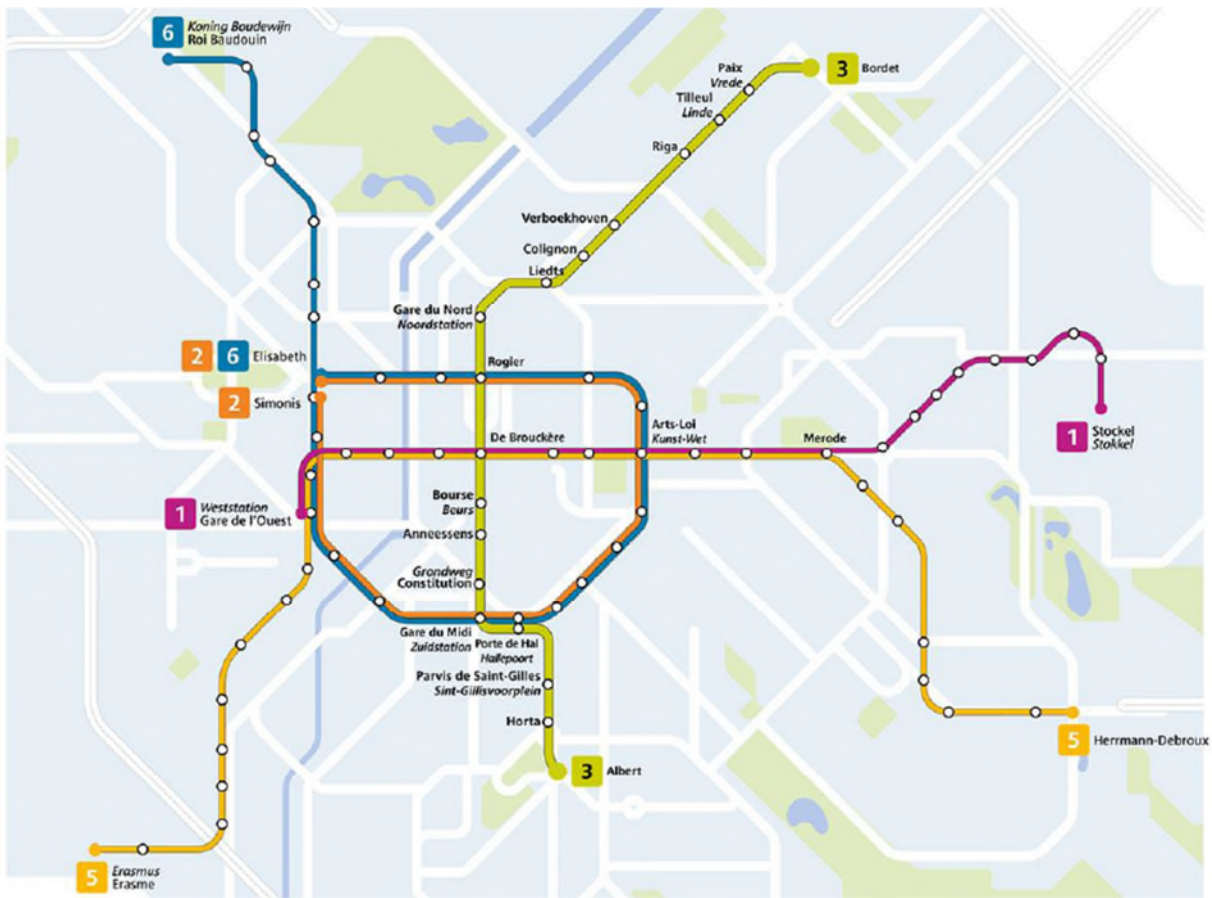 6
Koning Boudewijn
Roi Baudouin
Paix
Vrede
3
Bordet
Tilleul
Linde
Riga
Verboekhoven
Colignon
Liedts
Gare du Nord
Noordstation
2 6 Elisabeth
Rogier
2 Simonis
Arts-Loi
Kunst-Wet
De Brouckère
Merode
1
Stockel
Stokkel
Bourse
Beurs
1
Weststation
Gare de l'Ouest
Anneessens
Grondweg
Constitution
Gare du Midi
Zuidstation
Porte de Hal
Hallepoort
Parvis de Saint-Gilles
Sint-Gillisvoorplein
Horta
5 Herrmann-Debroux
3 Albert
5
Erasmus
Erasme